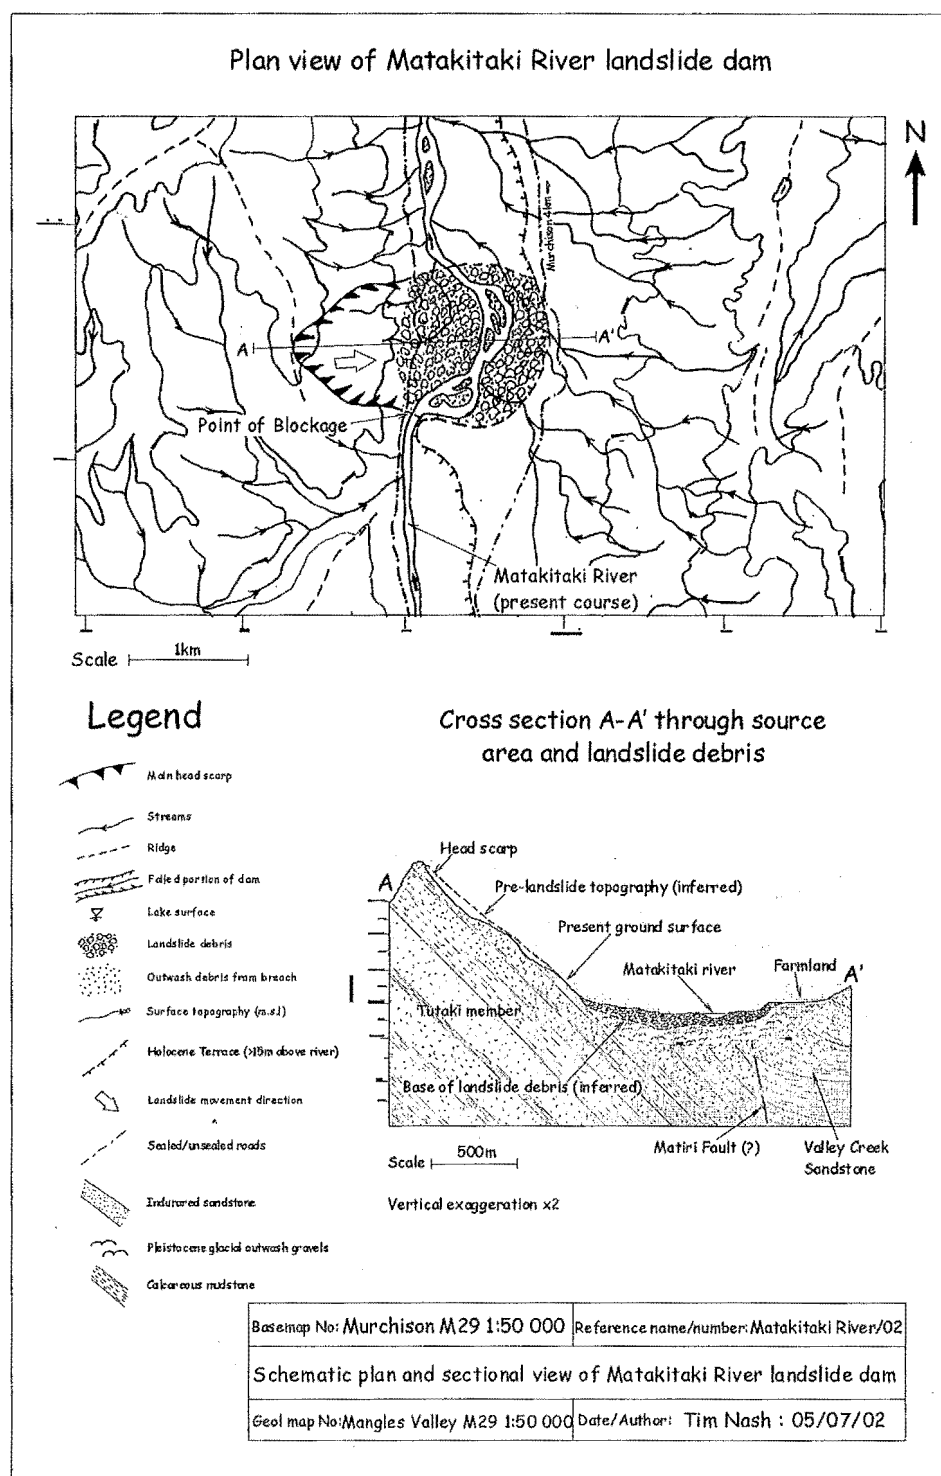 Plan view of Matakitaki River landslide dam
N
Murchison 4km
A
A'
Point of Blockage
Matakitaki River
(present course)
Scale
1km
Legend
Main head scarp
Streams
Ridge
Failed portion of dam
Lake surface
Landslide debris
Outwash debris from breach
Surface topography (m.s.l)
Holocene Terrace (>15m above river)
Landslide movement direction
Sealed/unsealed roads
Indurared sandstone
Pleistocene glacial outwash gravels
Calcareous mudstone
Cross section A-A' through source
area and landslide debris
Head scarp
A
Pre-landslide topography (inferred)
Present ground surface
Matakitaki river
Farmland
A'
Tutaki member
Base of landslide debris (inferred)
Matiri Fault (?)
Valley Creek
Sandstone
Scale
500m
Vertical exaggeration x2
Basemap No: Murchison M29 1:50 000
Reference name/number: Matakitaki River/02
Schematic plan and sectional view of Matakitaki River landslide dam
Geol map No: Mangles Valley M29 1:50 000
Date/Author: Tim Nash : 05/07/02